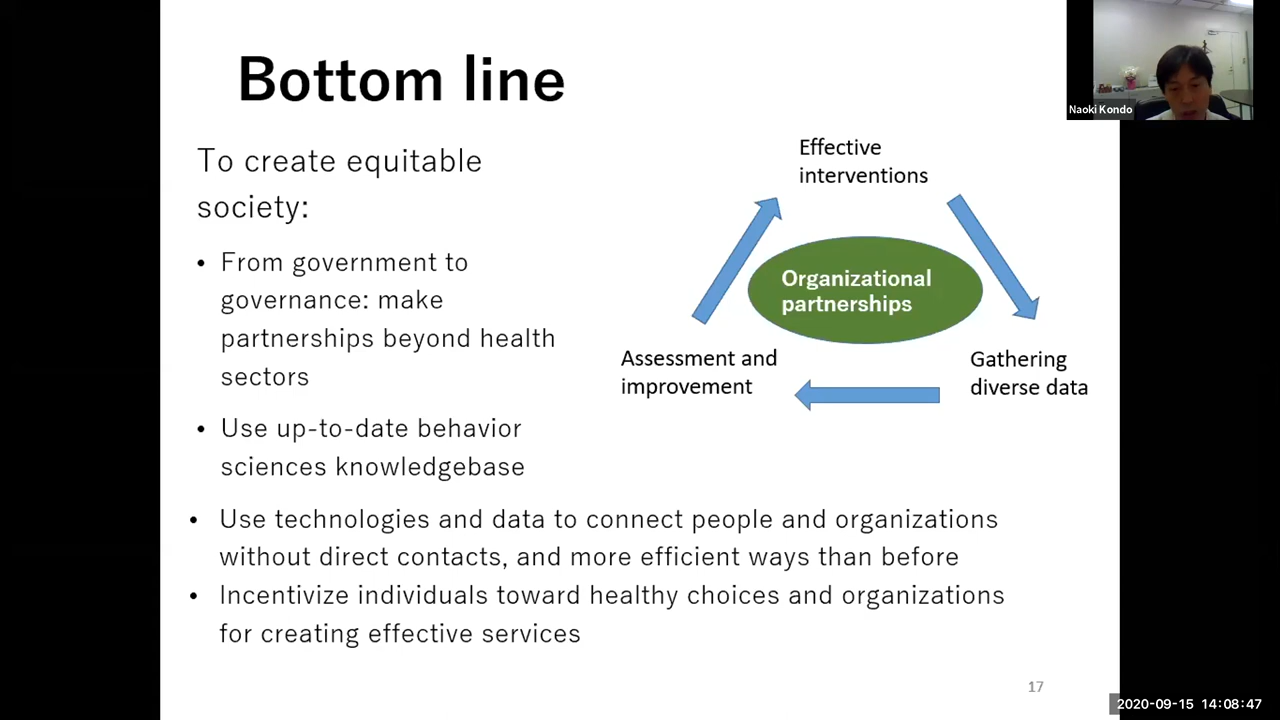 Bottom line
Naoki Kondo
To create equitable
society:
• From government to
governance: make
partnerships beyond health
sectors
• Use up-to-date behavior
sciences knowledgebase
• Use technologies and data to connect people and organizations
without direct contacts, and more efficient ways than before
• Incentivize individuals toward healthy choices and organizations
for creating effective services
Effective
interventions
Organizational
partnerships
Assessment and
improvement
Gathering
diverse data
17
2020-09-15 14:08:47